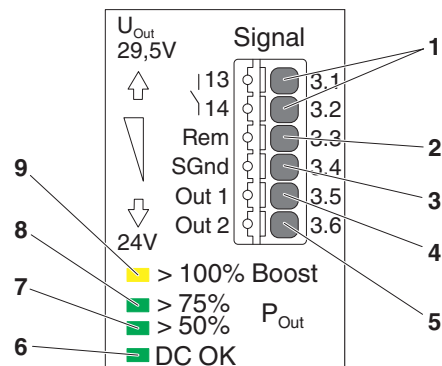 U Out
29,5V
Signal
13
14
Rem
SGnd
Out 1
Out 2
3.1
3.2
3.3
3.4
3.5
3.6
24V
> 100% Boost
> 75%
> 50%
P Out
DC OK
1
2
3
4
5
9
8
7
6